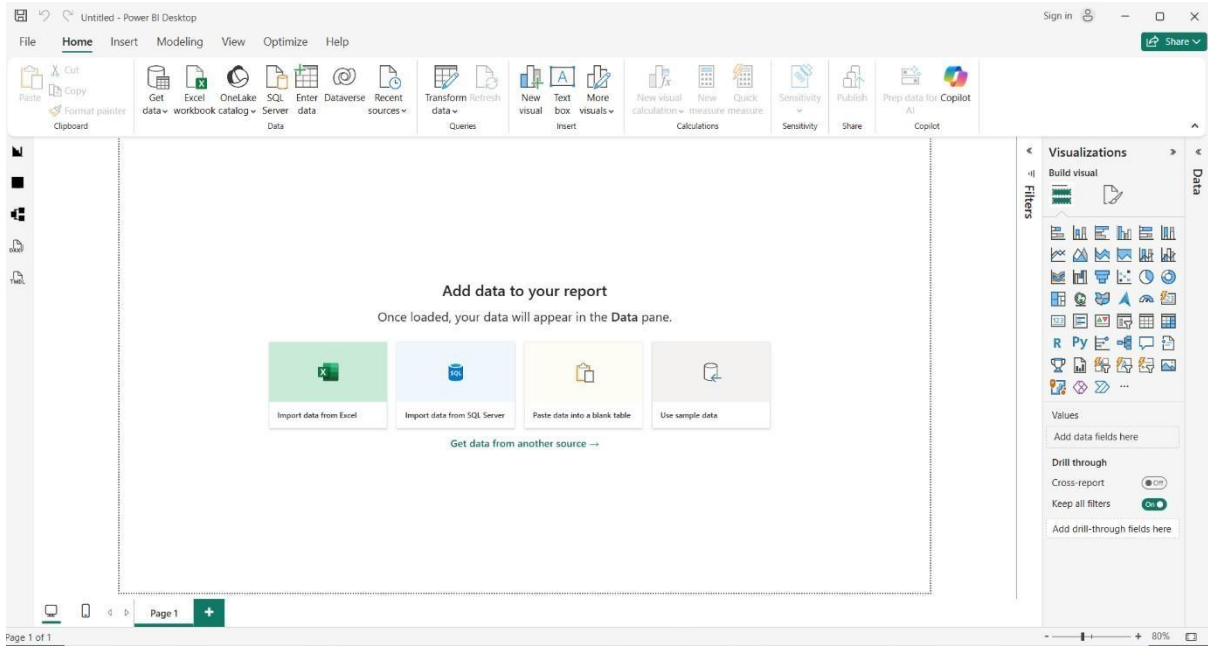 Untitled - Power BI Desktop
Sign in
File Home Insert Modeling View Optimize Help
Share
Paste
Cut
Copy
Format painter
Clipboard
Get data
Excel workbook
OneLake catalog
SQL Server
Enter data
Dataverse
Recent sources
Data
Transform data
Refresh
Queries
New visual
Text box
More visuals
Insert
New visual calculation
New measure
Quick measure
Calculations
Sensitivity
Sensitivity
Publish
Share
Prep data for AI
Copilot
Copilot
DAX
TMDL
Add data to your report
Once loaded, your data will appear in the Data pane.
Import data from Excel
SQL
Import data from SQL Server
Paste data into a blank table
Use sample data
Get data from another source →
Filters
Visualizations
Build visual
123
R Py
Values
Add data fields here
Drill through
Cross-report
Off
Keep all filters
On
Add drill-through fields here
Data
Page 1
Page 1 of 1
- + 80%